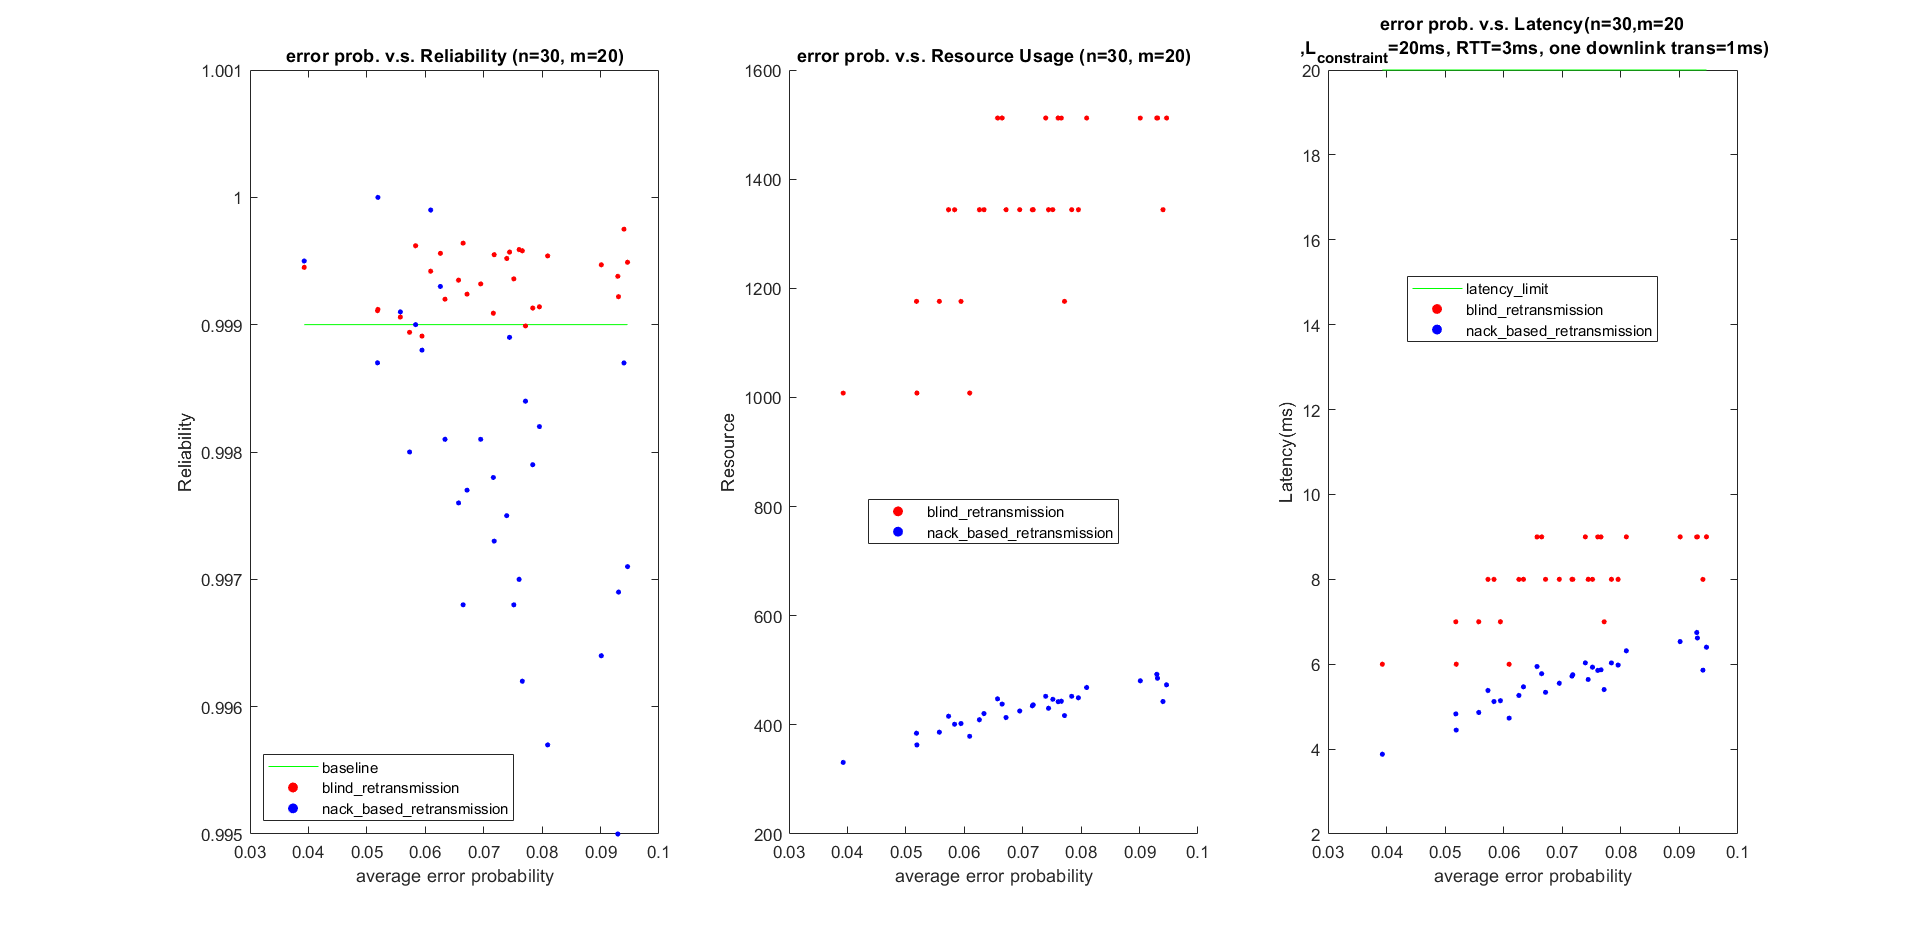 error prob. v.s. Reliability (n=30, m=20)
1.001
1
0.999
0.998
0.997
0.996
0.995
Reliability
baseline
blind_retransmission
nack_based_retransmission
0.03 0.04 0.05 0.06 0.07 0.08 0.09 0.1
average error probability
error prob. v.s. Resource Usage (n=30, m=20)
1600
1400
1200
1000
800
600
400
200
Resource
blind_retransmission
nack_based_retransmission
0.03 0.04 0.05 0.06 0.07 0.08 0.09 0.1
average error probability
error prob. v.s. Latency(n=30,m=20
,Lconstraint=20ms, RTT=3ms, one downlink trans=1ms)
20
18
16
14
12
10
8
6
4
2
Latency(ms)
latency_limit
blind_retransmission
nack_based_retransmission
0.03 0.04 0.05 0.06 0.07 0.08 0.09 0.1
average error probability